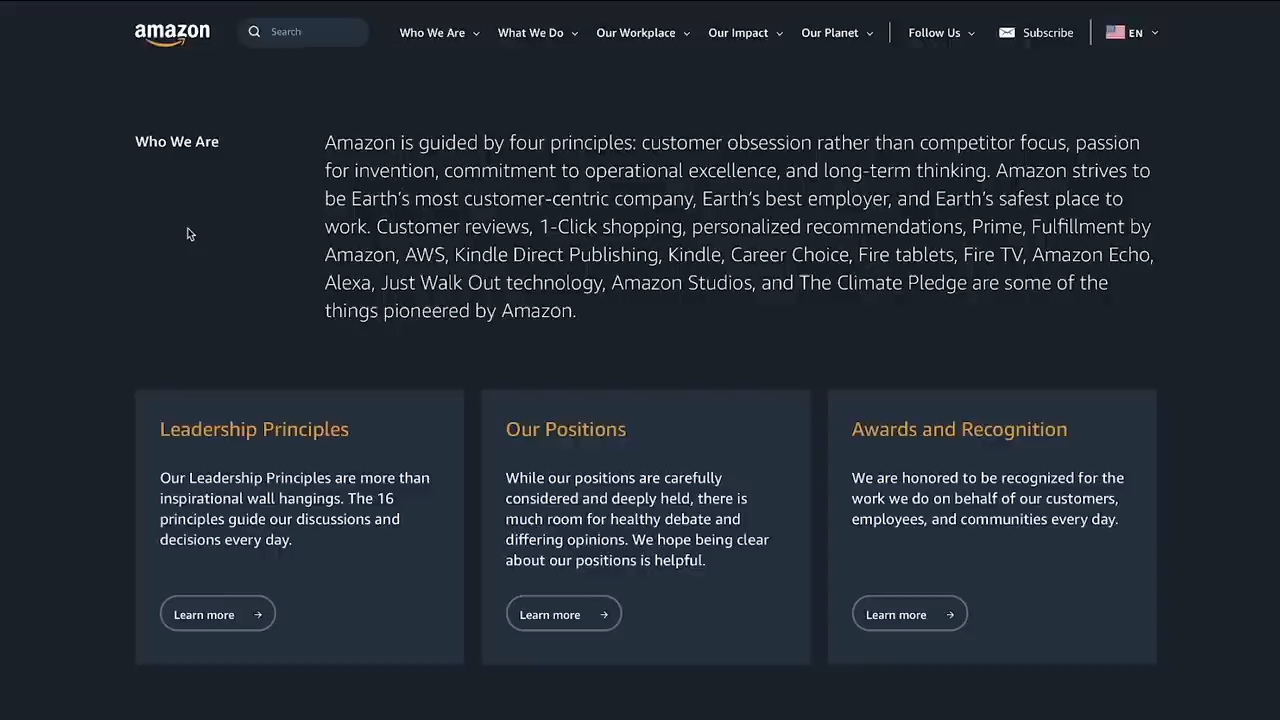 amazon
Search
Who We Are
What We Do
Our Workplace
Our Impact
Our Planet
Follow Us
Subscribe
EN
Who We Are
Amazon is guided by four principles: customer obsession rather than competitor focus, passion
for invention, commitment to operational excellence, and long-term thinking. Amazon strives to
be Earth's most customer-centric company, Earth's best employer, and Earth's safest place to
work. Customer reviews, 1-Click shopping, personalized recommendations, Prime, Fulfillment by
Amazon, AWS, Kindle Direct Publishing, Kindle, Career Choice, Fire tablets, Fire TV, Amazon Echo,
Alexa, Just Walk Out technology, Amazon Studios, and The Climate Pledge are some of the
things pioneered by Amazon.
Leadership Principles
Our Leadership Principles are more than
inspirational wall hangings. The 16
principles guide our discussions and
decisions every day.
Learn more
Our Positions
While our positions are carefully
considered and deeply held, there is
much room for healthy debate and
differing opinions. We hope being clear
about our positions is helpful.
Learn more
Awards and Recognition
We are honored to be recognized for the
work we do on behalf of our customers,
employees, and communities every day.
Learn more